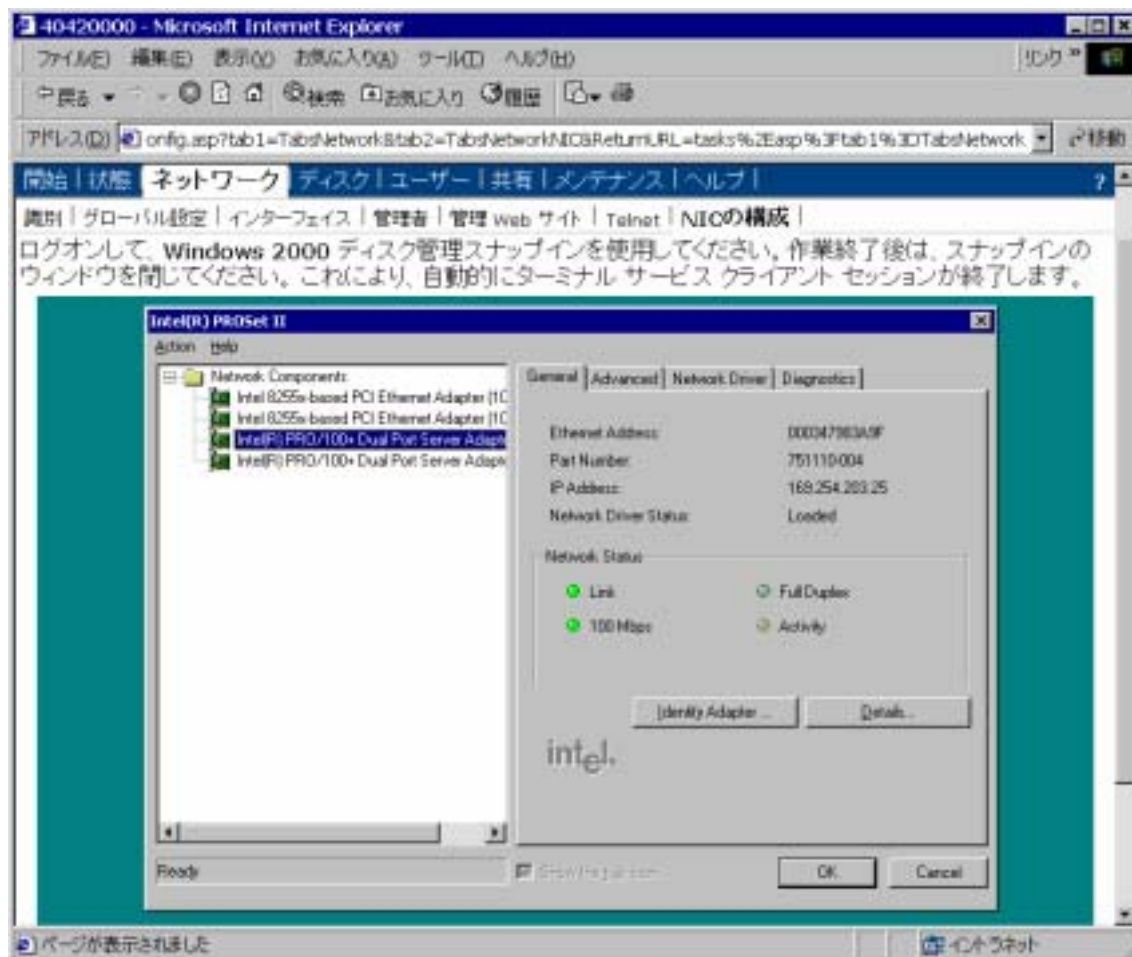 40420000 - Microsoft Internet Explorer
ファイル(F) 編集(E) 表示(V) お気に入り(A) ツール(T) ヘルプ(H) リンク »
戻る 検索 お気に入り 履歴
アドレス(D) onfig.asp?tab1=TabsNetwork&tab2=TabsNetworkNIC&ReturnURL=tasks%2Easp%3Ftab1%3DTabsNetwork 移動
開始 | 状態 ネットワーク ディスク | ユーザー | 共有 | メンテナンス | ヘルプ | ?
識別 | グローバル設定 | インターフェイス | 管理者 | 管理 Web サイト | Telnet | NICの構成 |
ログオンして、Windows 2000 ディスク管理スナップインを使用してください。作業終了後は、スナップインの
ウィンドウを閉じてください。これにより、自動的にターミナル サービス クライアント セッションが終了します。
Intel(R) PROSet II
Action Help
Network Components
Intel 8255x-based PCI Ethernet Adapter (10
Intel 8255x-based PCI Ethernet Adapter (10
Intel(R) PRO/100+ Dual Port Server Adapte
Intel(R) PRO/100+ Dual Port Server Adapte
General Advanced Network Driver Diagnostics
Ethernet Address:
Part Number: 751110-004
IP Address: 169.254.203.25
Network Driver Status: Loaded
Network Status
Link Full Duplex
100 Mbps Activity
Identify Adapter ... Details...
intel.
Ready
OK Cancel
ページが表示されました イントラネット